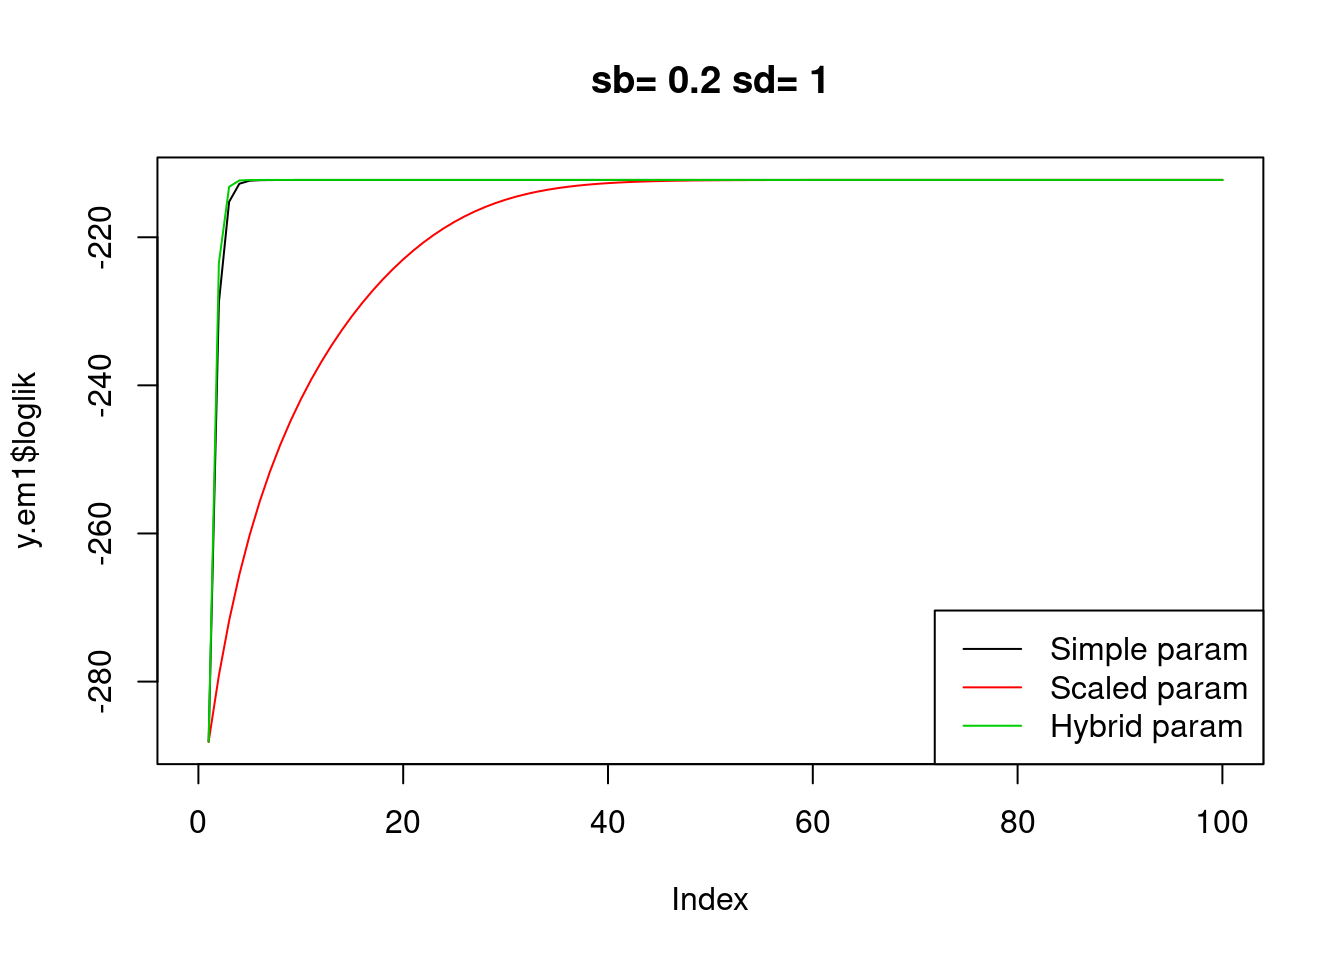 sb= 0.2 sd= 1
y.em1$loglik
-220
-240
-260
-280
Simple param
Scaled param
Hybrid param
0 20 40 60 80 100
Index